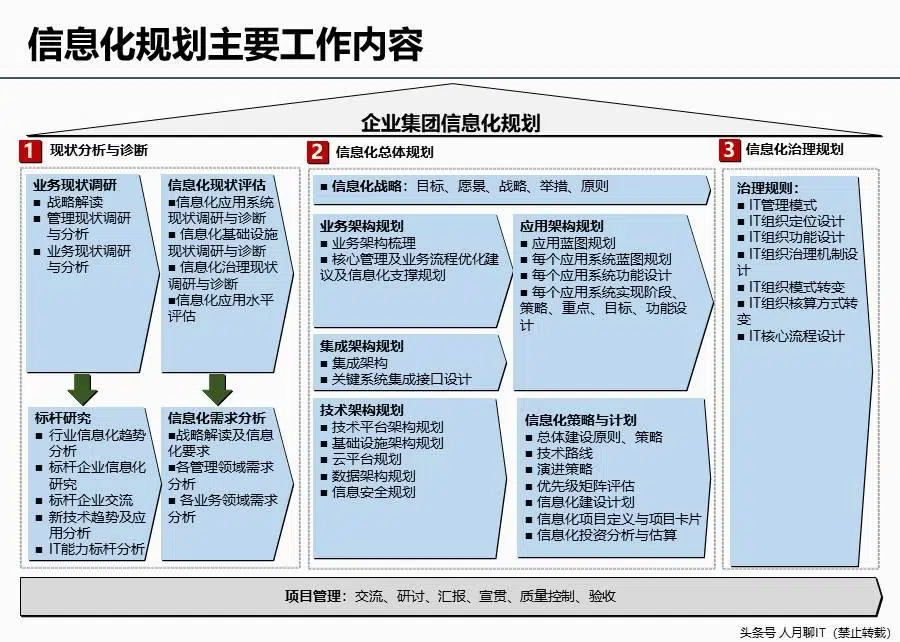 信息化规划主要工作内容
企业集团信息化规划
1 现状分析与诊断
业务现状调研
■ 战略解读
■ 管理现状调研
与分析
■ 业务现状调研
与分析
信息化现状评估
■信息化应用系统
现状调研与诊断
■ 信息化基础设施
现状调研与诊断
■ 信息化治理现状
调研与诊断
■信息化应用水平
评估
标杆研究
■ 行业信息化趋势
分析
■ 标杆企业信息化
研究
■ 标杆企业交流
■ 新技术趋势及应
用分析
■ IT能力标杆分析
信息化需求分析
■战略解读及信息
化要求
■各管理领域需求
分析
■ 各业务领域需求
分析
2 信息化总体规划
■ 信息化战略：目标、愿景、战略、举措、原则
业务架构规划
■ 业务架构梳理
■ 核心管理及业务流程优化建
议及信息化支撑规划
应用架构规划
■ 应用蓝图规划
■ 每个应用系统蓝图规划
■ 每个应用系统功能设计
■ 每个应用系统实现阶段、
策略、重点、目标、功能设
计
集成架构规划
■ 集成架构
■ 关键系统集成接口设计
技术架构规划
■ 技术平台架构规划
■ 基础设施架构规划
■ 云平台规划
■ 数据架构规划
■ 信息安全规划
信息化策略与计划
■ 总体建设原则、策略
■ 技术路线
■ 演进策略
■ 优先级矩阵评估
■ 信息化建设计划
■ 信息化项目定义与项目卡片
■ 信息化投资分析与估算
3 信息化治理规划
治理规则：
■ IT管理模式
■ IT组织定位设计
■ IT组织功能设计
■ IT组织治理机制设
计
■ IT组织模式转变
■ IT组织核算方式转
变
■ IT核心流程设计
项目管理：交流、研讨、汇报、宣贯、质量控制、验收
头条号 人月聊IT（禁止转载）